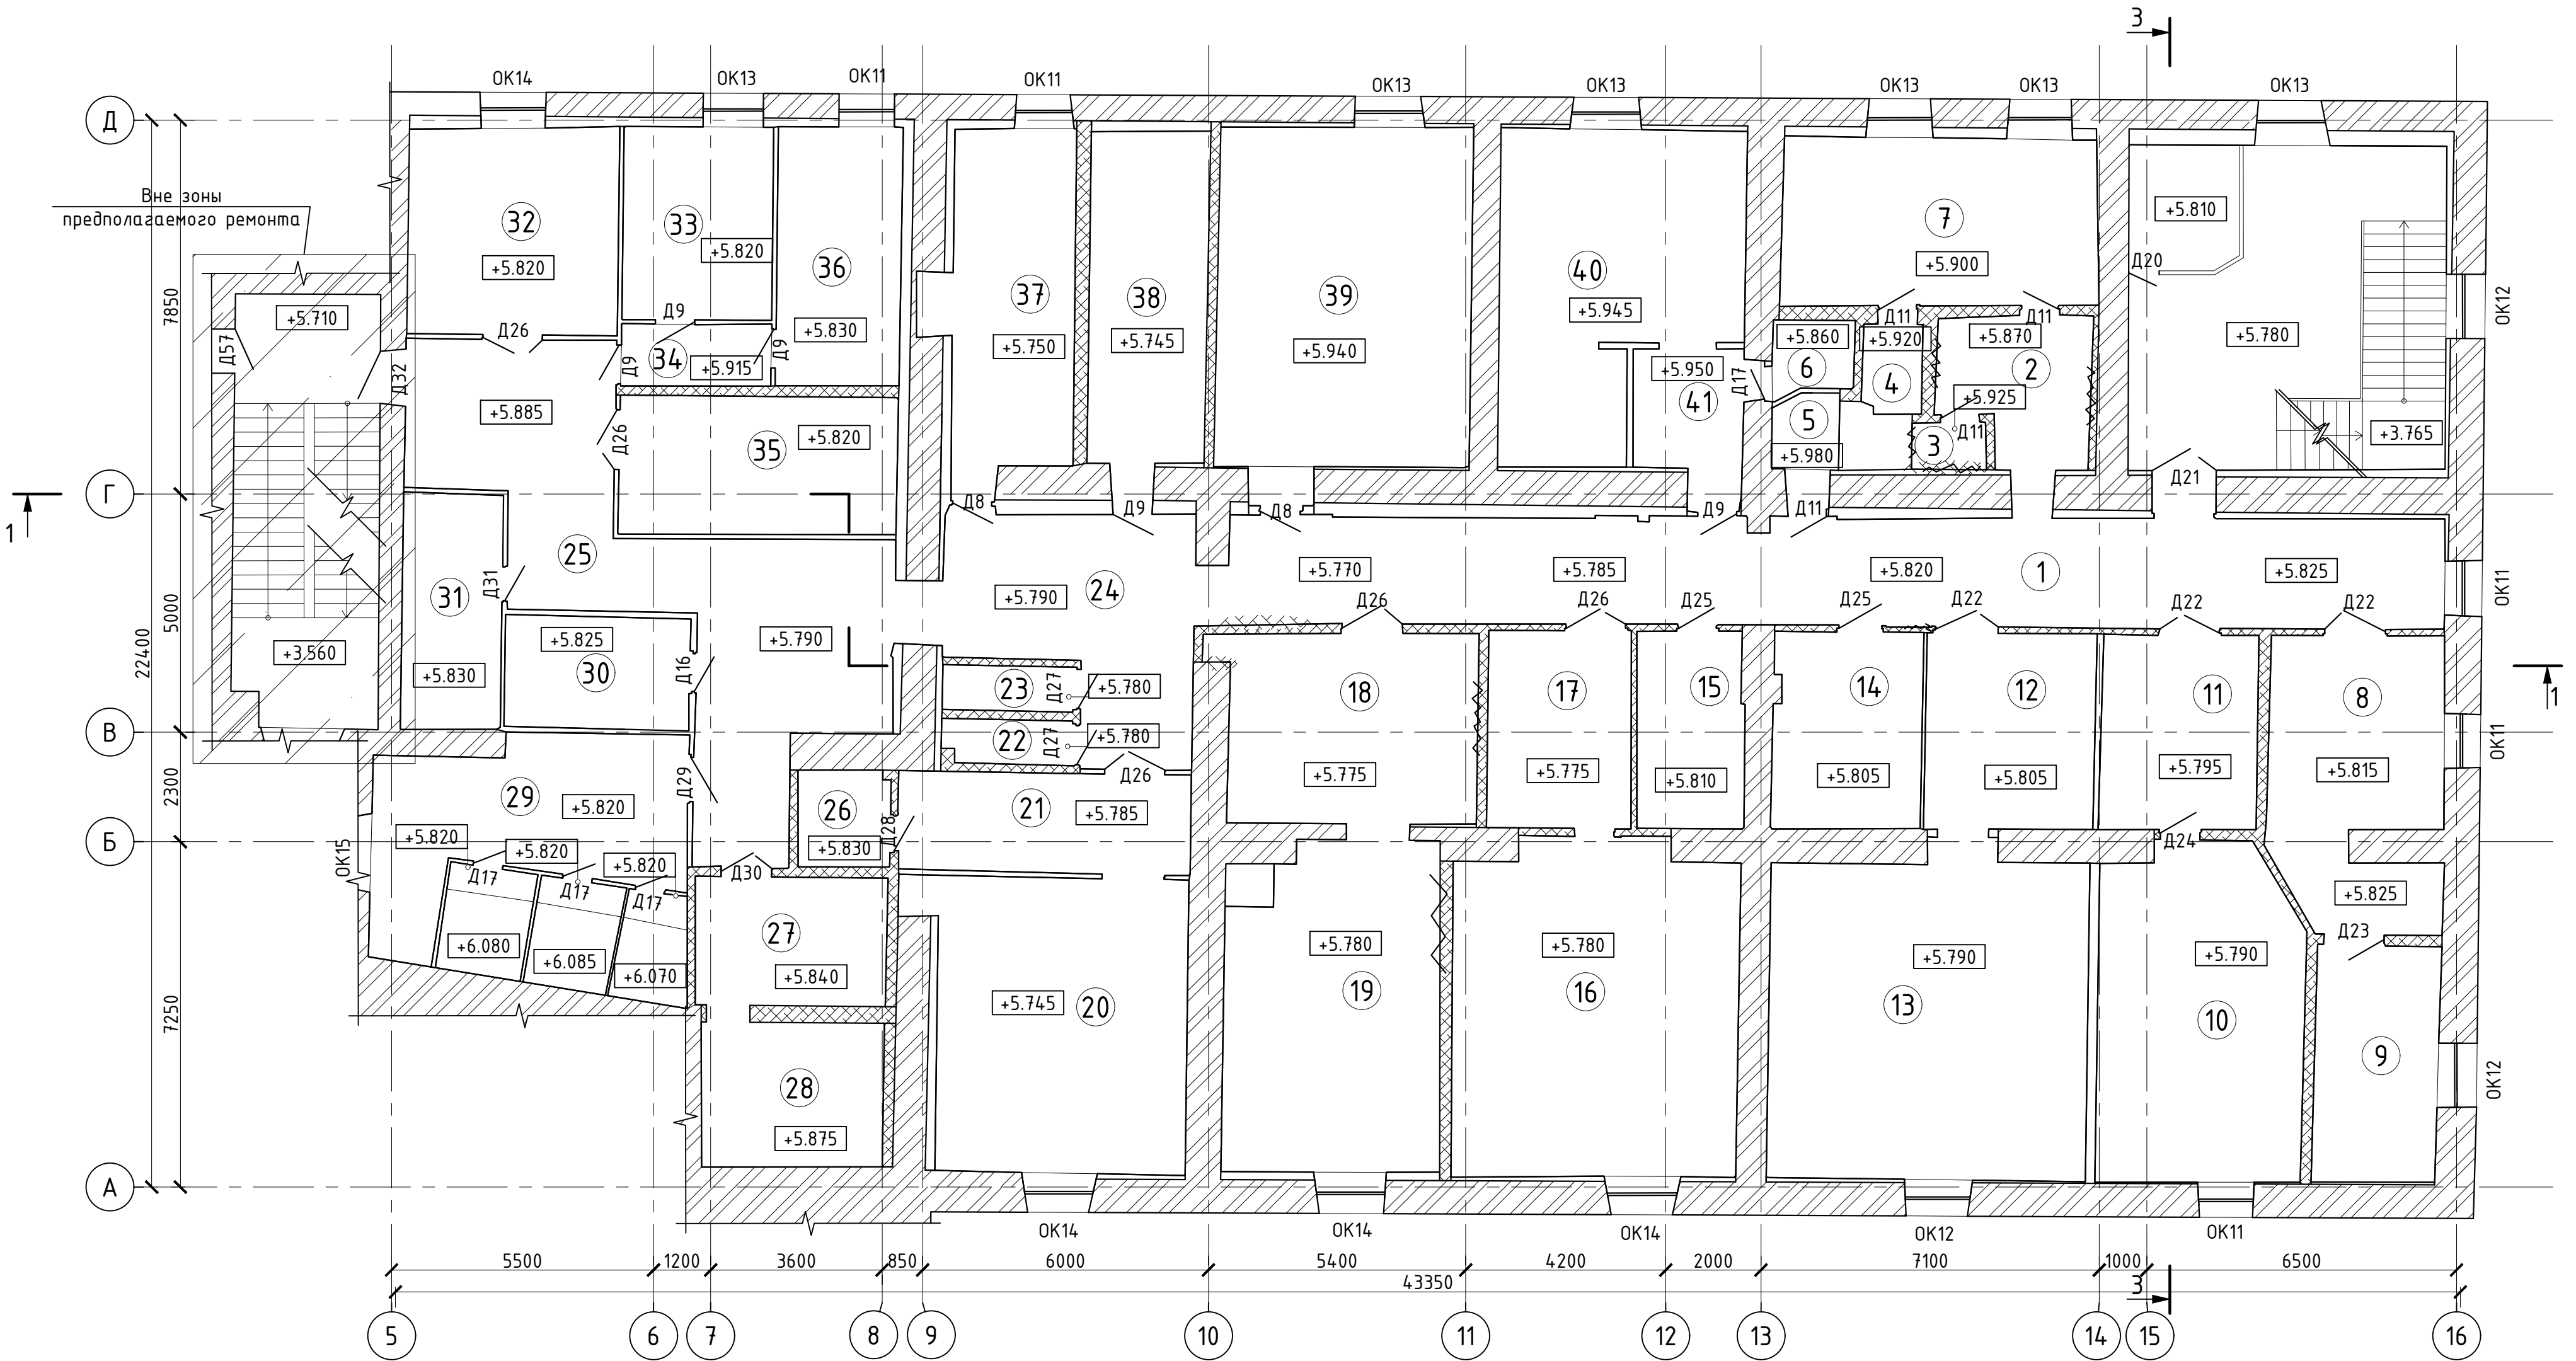 3
ОК14
ОК13
ОК11
ОК11
ОК13
ОК13
ОК13
ОК13
ОК13
Д
Вне зоны
предполагаемого ремонта
32
+5.820
33
+5.820
36
+5.830
37
+5.750
38
+5.745
39
+5.940
40
+5.945
7
+5.900
+5.810
Д20
+5.780
ОК12
7850
+5.710
Д57
Д32
Д26
Д9
Д9
34
+5.915
Д9
+5.885
Д26
35
+5.820
+5.950
41
Д17
+5.860
6
Д11
+5.920
4
Д11
+5.870
2
+5.925
5
+5.980
3
Д11
+3.765
Г
1
Д8
Д9
Д8
Д9
Д11
Д21
25
Д31
31
24
+5.790
+5.770
+5.785
+5.820
1
+5.825
ОК11
5000
22400
+3.560
+5.830
+5.825
30
Д16
+5.790
Д26
Д26
Д25
Д25
Д22
Д22
Д22
23
Д27
+5.780
22
Д27
+5.780
Д26
18
+5.775
17
+5.775
15
+5.810
14
+5.805
12
+5.805
11
+5.795
8
+5.815
1
ОК11
В
2300
29
+5.820
Д29
26
+5.830
Д28
21
+5.785
Б
ОК15
+5.820
+5.820
+5.820
Д17
Д17
Д17
Д30
Д24
+5.825
Д23
+6.080
+6.085
+6.070
27
+5.840
+5.745
20
+5.780
19
+5.780
16
+5.790
13
+5.790
10
9
7250
28
+5.875
ОК12
А
ОК14
ОК14
ОК14
ОК12
ОК11
5500
1200
3600
850
6000
5400
4200
2000
7100
1000
6500
43350
3
5
6
7
8
9
10
11
12
13
14
15
16